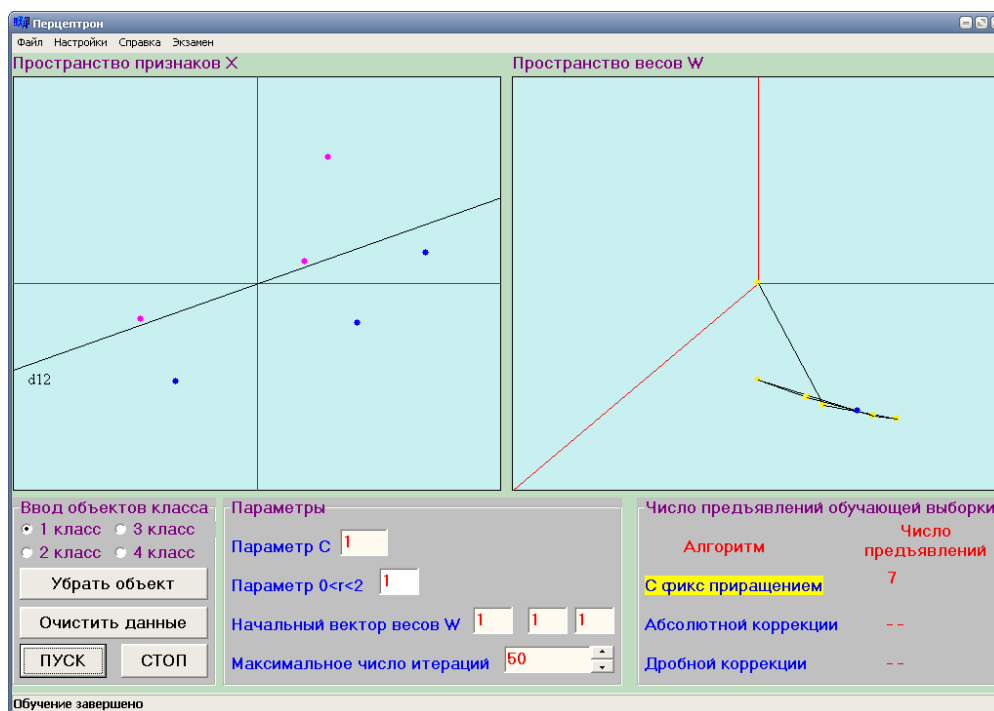 Перцептрон
Файл Настройки Справка Экзамен
Пространство признаков X
Пространство весов W
d12
Ввод объектов класса
1 класс 3 класс
2 класс 4 класс
Убрать объект
Очистить данные
ПУСК СТОП
Параметры
Параметр С 1
Параметр 0<r<2 1
Начальный вектор весов W 1 1 1
Максимальное число итераций 50
Число предъявлений обучающей выборки
Алгоритм Число предъявлений
С фикс приращением 7
Абсолютной коррекции --
Дробной коррекции --
Обучение завершено